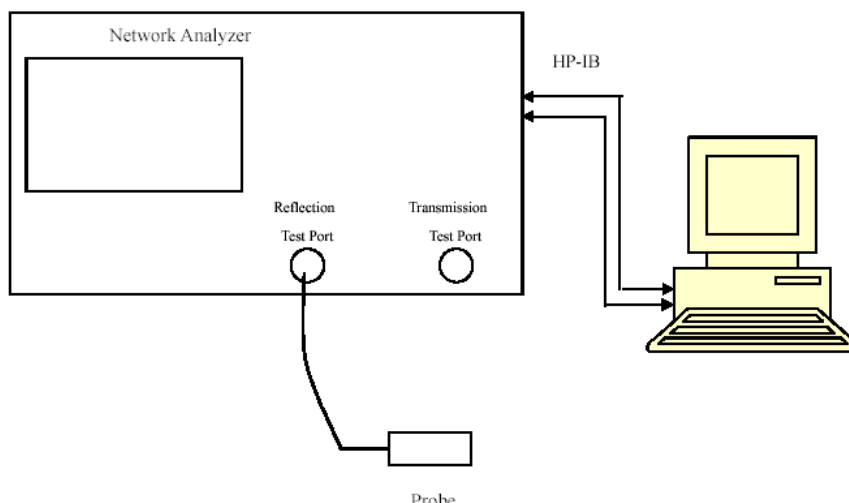 Network Analyzer
HP-IB
Reflection
Test Port
Transmission
Test Port
Probe